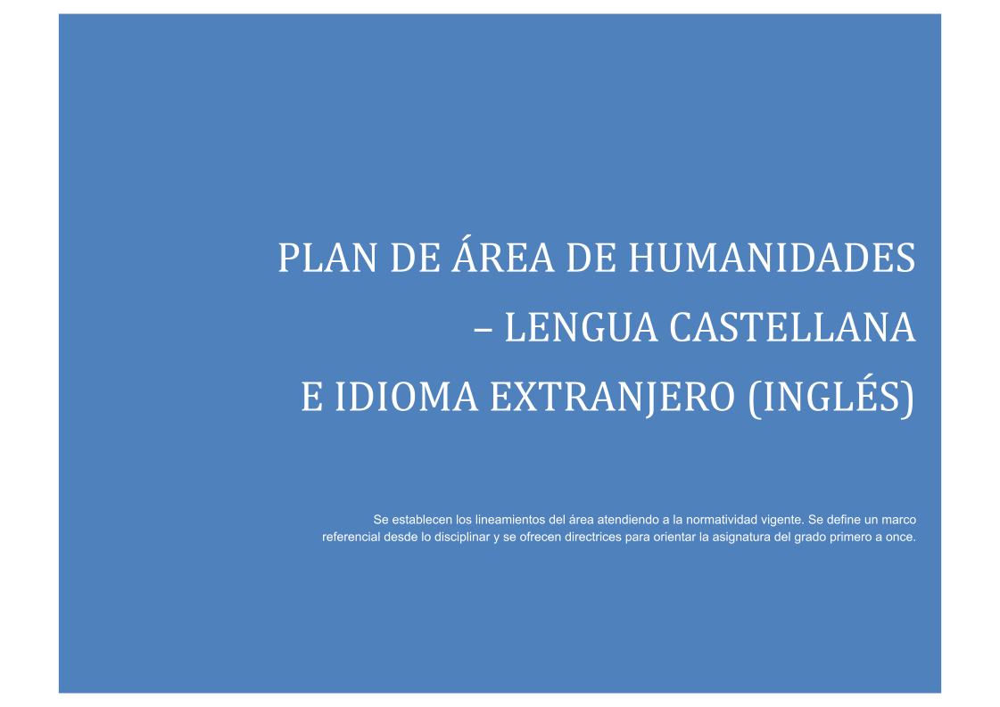 PLAN DE ÁREA DE HUMANIDADES
– LENGUA CASTELLANA
E IDIOMA EXTRANJERO (INGLÉS)
Se establecen los lineamientos del área atendiendo a la normatividad vigente. Se define un marco
referencial desde lo disciplinar y se ofrecen directrices para orientar la asignatura del grado primero a once.